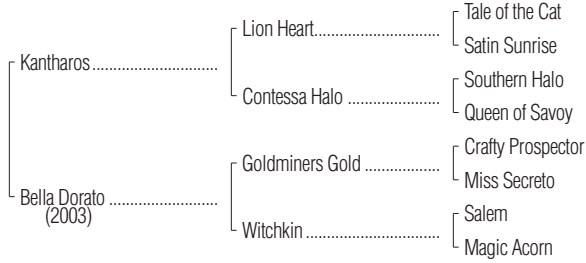 Tale of the Cat
Lion Heart
Satin Sunrise
Kantharos
Southern Halo
Contessa Halo
Queen of Savoy
Crafty Prospector
Goldminers Gold
Miss Secreto
Bella Dorato
(2003)
Salem
Witchkin
Magic Acorn